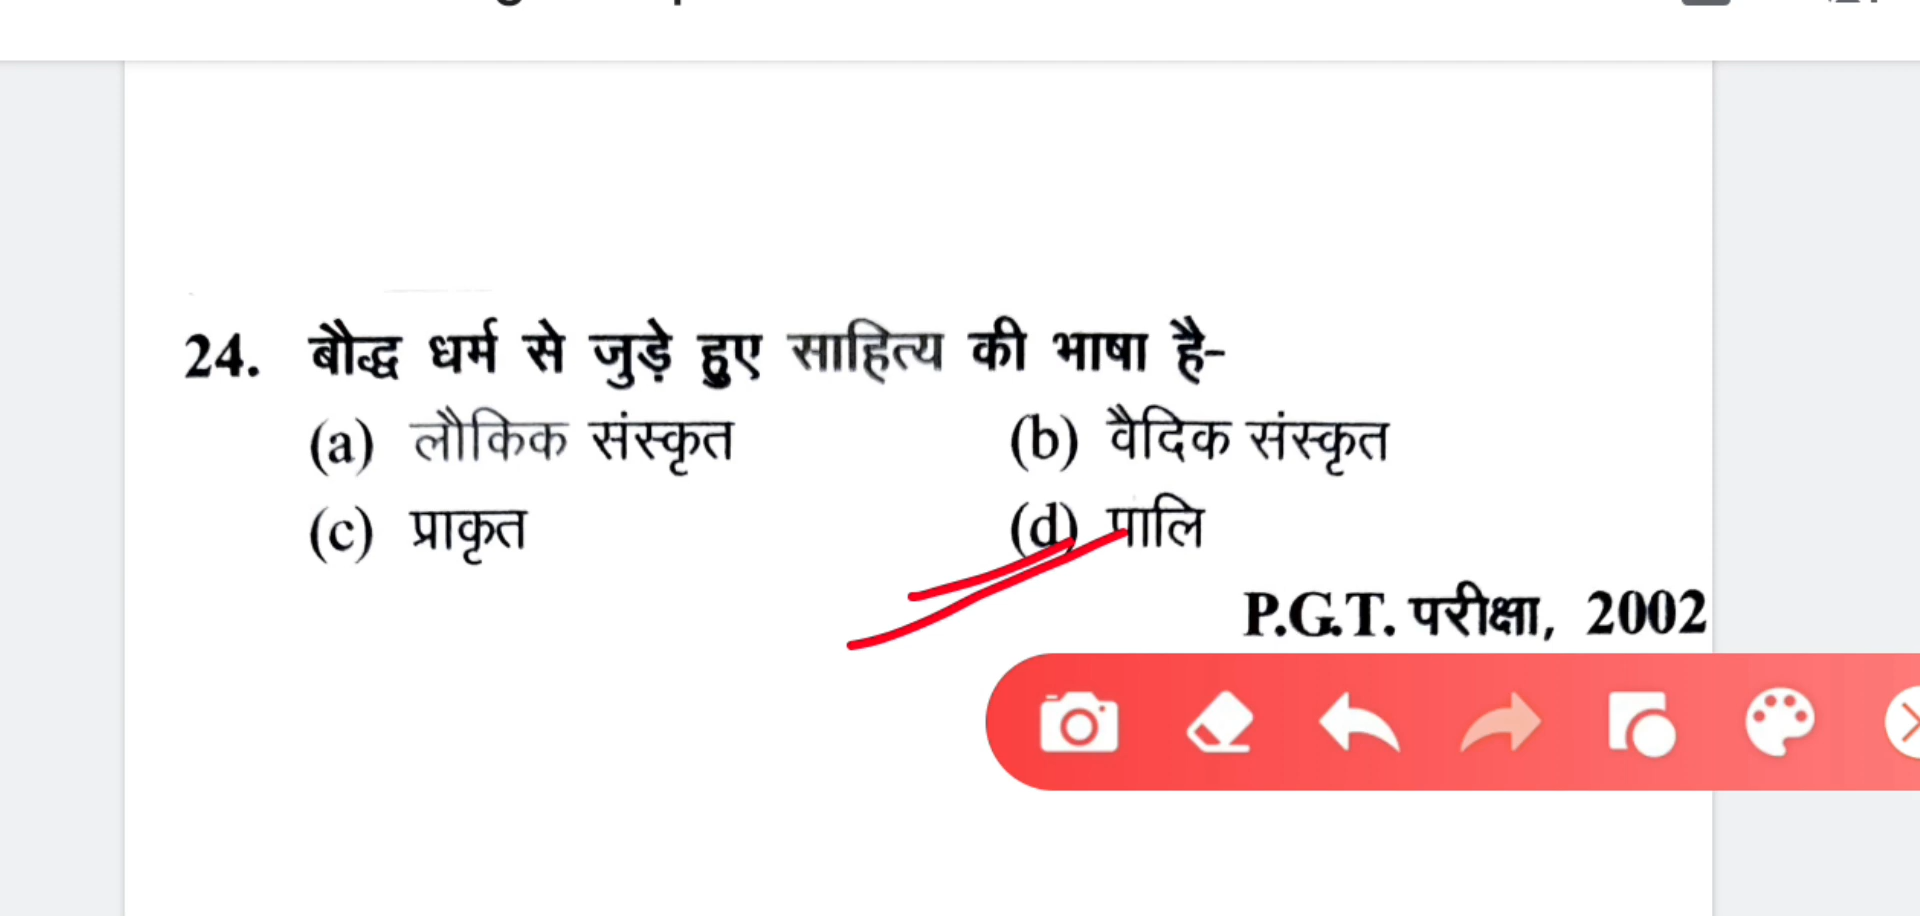 24. बौद्ध धर्म से जुड़े हुए साहित्य की भाषा है-
(a) लौकिक संस्कृत (b) वैदिक संस्कृत
(c) प्राकृत (d) पालि
P.G.T. परीक्षा, 2002